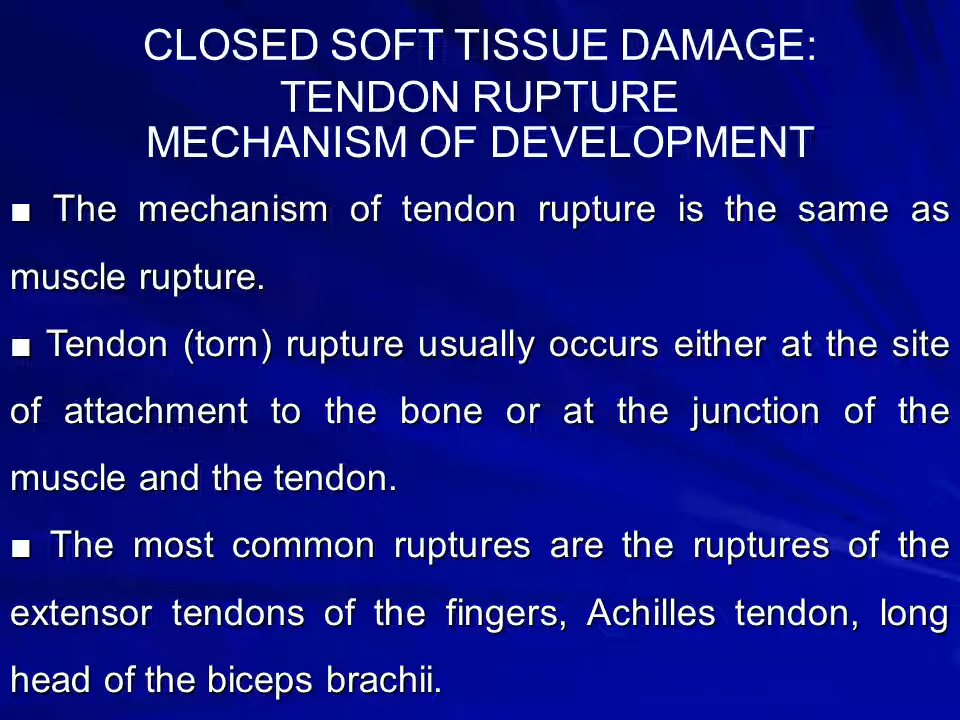 CLOSED SOFT TISSUE DAMAGE:
TENDON RUPTURE
MECHANISM OF DEVELOPMENT
■ The mechanism of tendon rupture is the same as
muscle rupture.
■ Tendon (torn) rupture usually occurs either at the site
of attachment to the bone or at the junction of the
muscle and the tendon.
■ The most common ruptures are the ruptures of the
extensor tendons of the fingers, Achilles tendon, long
head of the biceps brachii.